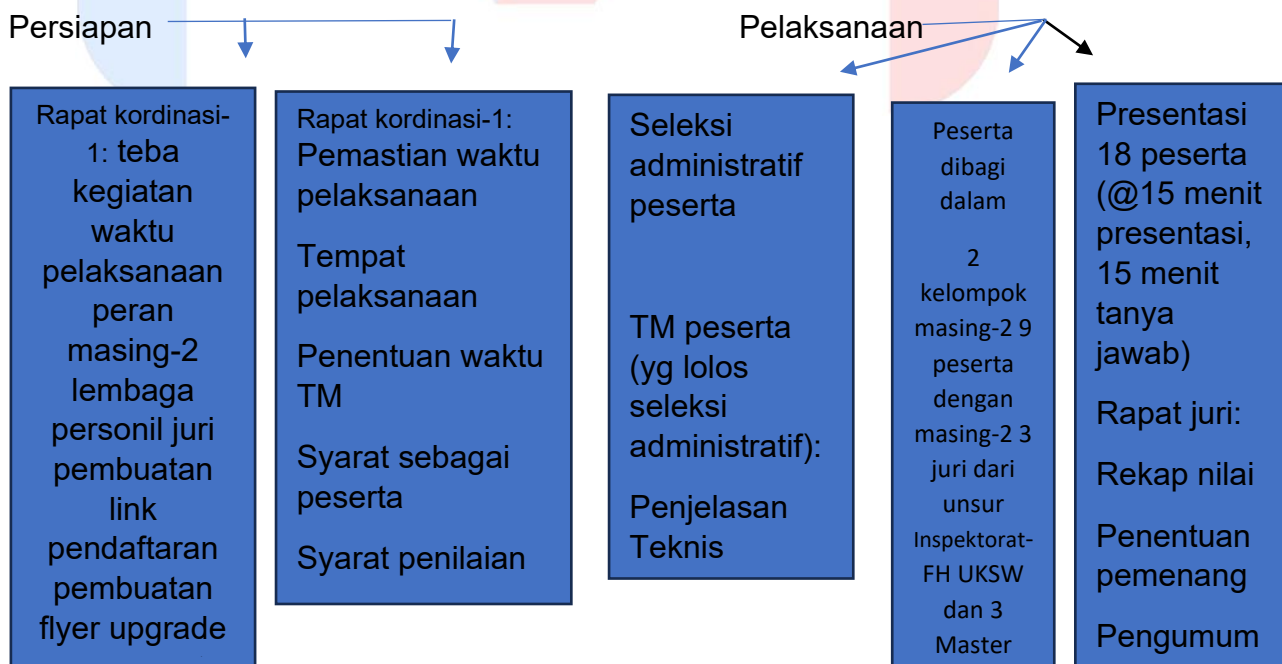 Persiapan
Pelaksanaan
Rapat kordinasi-
1: teba
kegiatan
waktu
pelaksanaan
peran
masing-2
lembaga
personil juri
pembuatan
link
pendaftaran
pembuatan
flyer upgrade
Rapat kordinasi-1:
Pemastian waktu
pelaksanaan
Tempat
pelaksanaan
Penentuan waktu
TM
Syarat sebagai
peserta
Syarat penilaian
Seleksi
administratif
peserta
TM peserta
(yg lolos
seleksi
administratif):
Penjelasan
Teknis
Peserta
dibagi
dalam
2
kelompok
masing-2 9
peserta
dengan
masing-2 3
juri dari
unsur
Inspektorat-
FH UKSW
dan 3
Master
Presentasi
18 peserta
(@15 menit
presentasi,
15 menit
tanya
jawab)
Rapat juri:
Rekap nilai
Penentuan
pemenang
Pengumum